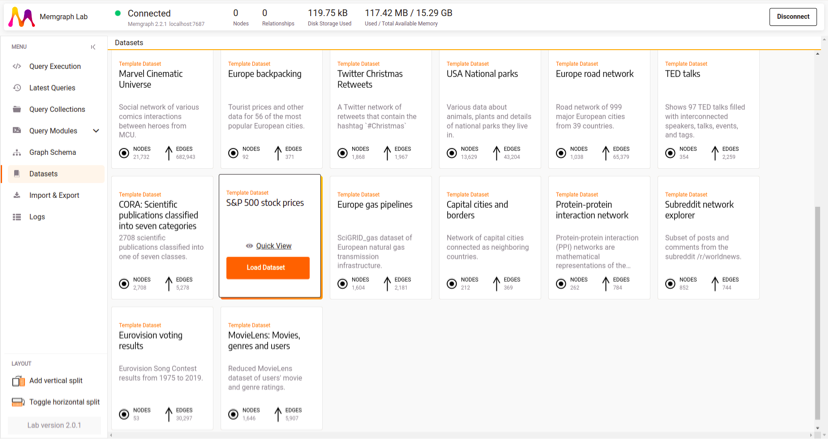 Memgraph Lab
Connected
Memgraph 2.2.1 localhost:7687
0
Nodes
0
Relationships
119.75 kB
Disk Storage Used
117.42 MB / 15.29 GB
Used / Total Available Memory
Disconnect
MENU
Query Execution
Latest Queries
Query Collections
Query Modules
Graph Schema
Datasets
Import & Export
Logs
LAYOUT
Add vertical split
Toggle horizontal split
Lab version 2.0.1
Datasets
Template Dataset
Marvel Cinematic
Universe
Social network of various
comics interactions
between heroes from
MCU.
NODES
21,732
EDGES
682,943
Template Dataset
Europe backpacking
Tourist prices and other
data for 56 of the most
popular European cities.
NODES
92
EDGES
371
Template Dataset
Twitter Christmas
Retweets
A Twitter network of
retweets that contain the
hashtag `#Christmas`
NODES
1,868
EDGES
1,967
Template Dataset
USA National parks
Various data about
animals, plants and details
of national parks they live
in.
NODES
13,629
EDGES
43,204
Template Dataset
Europe road network
Road network of 999
major European cities
from 39 countries.
NODES
1,038
EDGES
65,379
Template Dataset
TED talks
Shows 97 TED talks filled
with interconnected
speakers, talks, events,
and tags.
NODES
354
EDGES
2,259
Template Dataset
CORA: Scientific
publications classified
into seven categories
2708 scientific
publications classified into
one of seven classes.
NODES
2,708
EDGES
5,278
Template Dataset
S&P 500 stock prices
Quick View
Load Dataset
Template Dataset
Europe gas pipelines
SciGRID_gas dataset of
European natural gas
transmission
infrastructure.
NODES
1,604
EDGES
2,181
Template Dataset
Capital cities and
borders
Network of capital cities
connected as neighboring
countries.
NODES
212
EDGES
369
Template Dataset
Protein-protein
interaction network
Protein-protein interaction
(PPI) networks are
mathematical
representations of the...
NODES
262
EDGES
784
Template Dataset
Subreddit network
explorer
Subset of posts and
comments from the
subreddit /r/worldnews.
NODES
852
EDGES
744
Template Dataset
Eurovision voting
results
Eurovision Song Contest
results from 1975 to 2019.
NODES
53
EDGES
30,297
Template Dataset
MovieLens: Movies,
genres and users
Reduced MovieLens
dataset of users' movie
and genre ratings.
NODES
1,646
EDGES
5,907